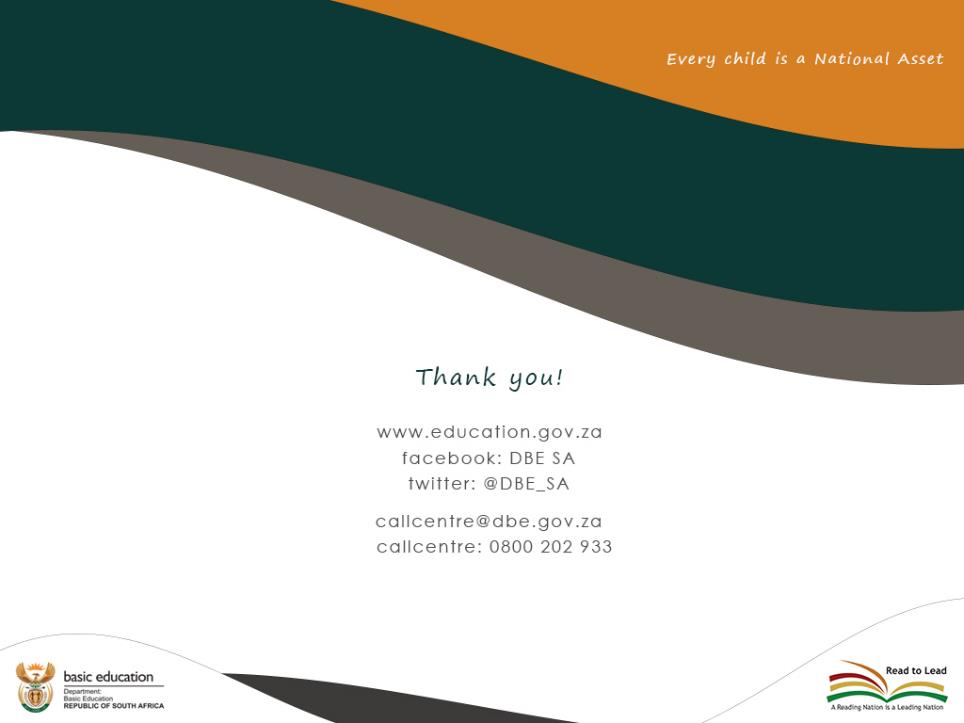 Every child is a National Asset
Thank you!
www.education.gov.za
facebook: DBE SA
twitter: @DBE_SA
callcentre@dbe.gov.za
callcentre: 0800 202 933
basic education
Department:
Basic Education
REPUBLIC OF SOUTH AFRICA
Read to Lead
A Reading Nation is a Leading Nation